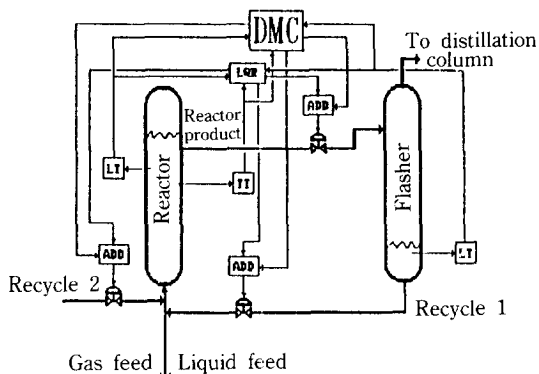 DMC
To distillation
column
LQR
ADD
Reactor
product
Reactor
LT
TT
Flasher
ADD
ADD
LT
Recycle 2
Recycle 1
Gas feed
Liquid feed